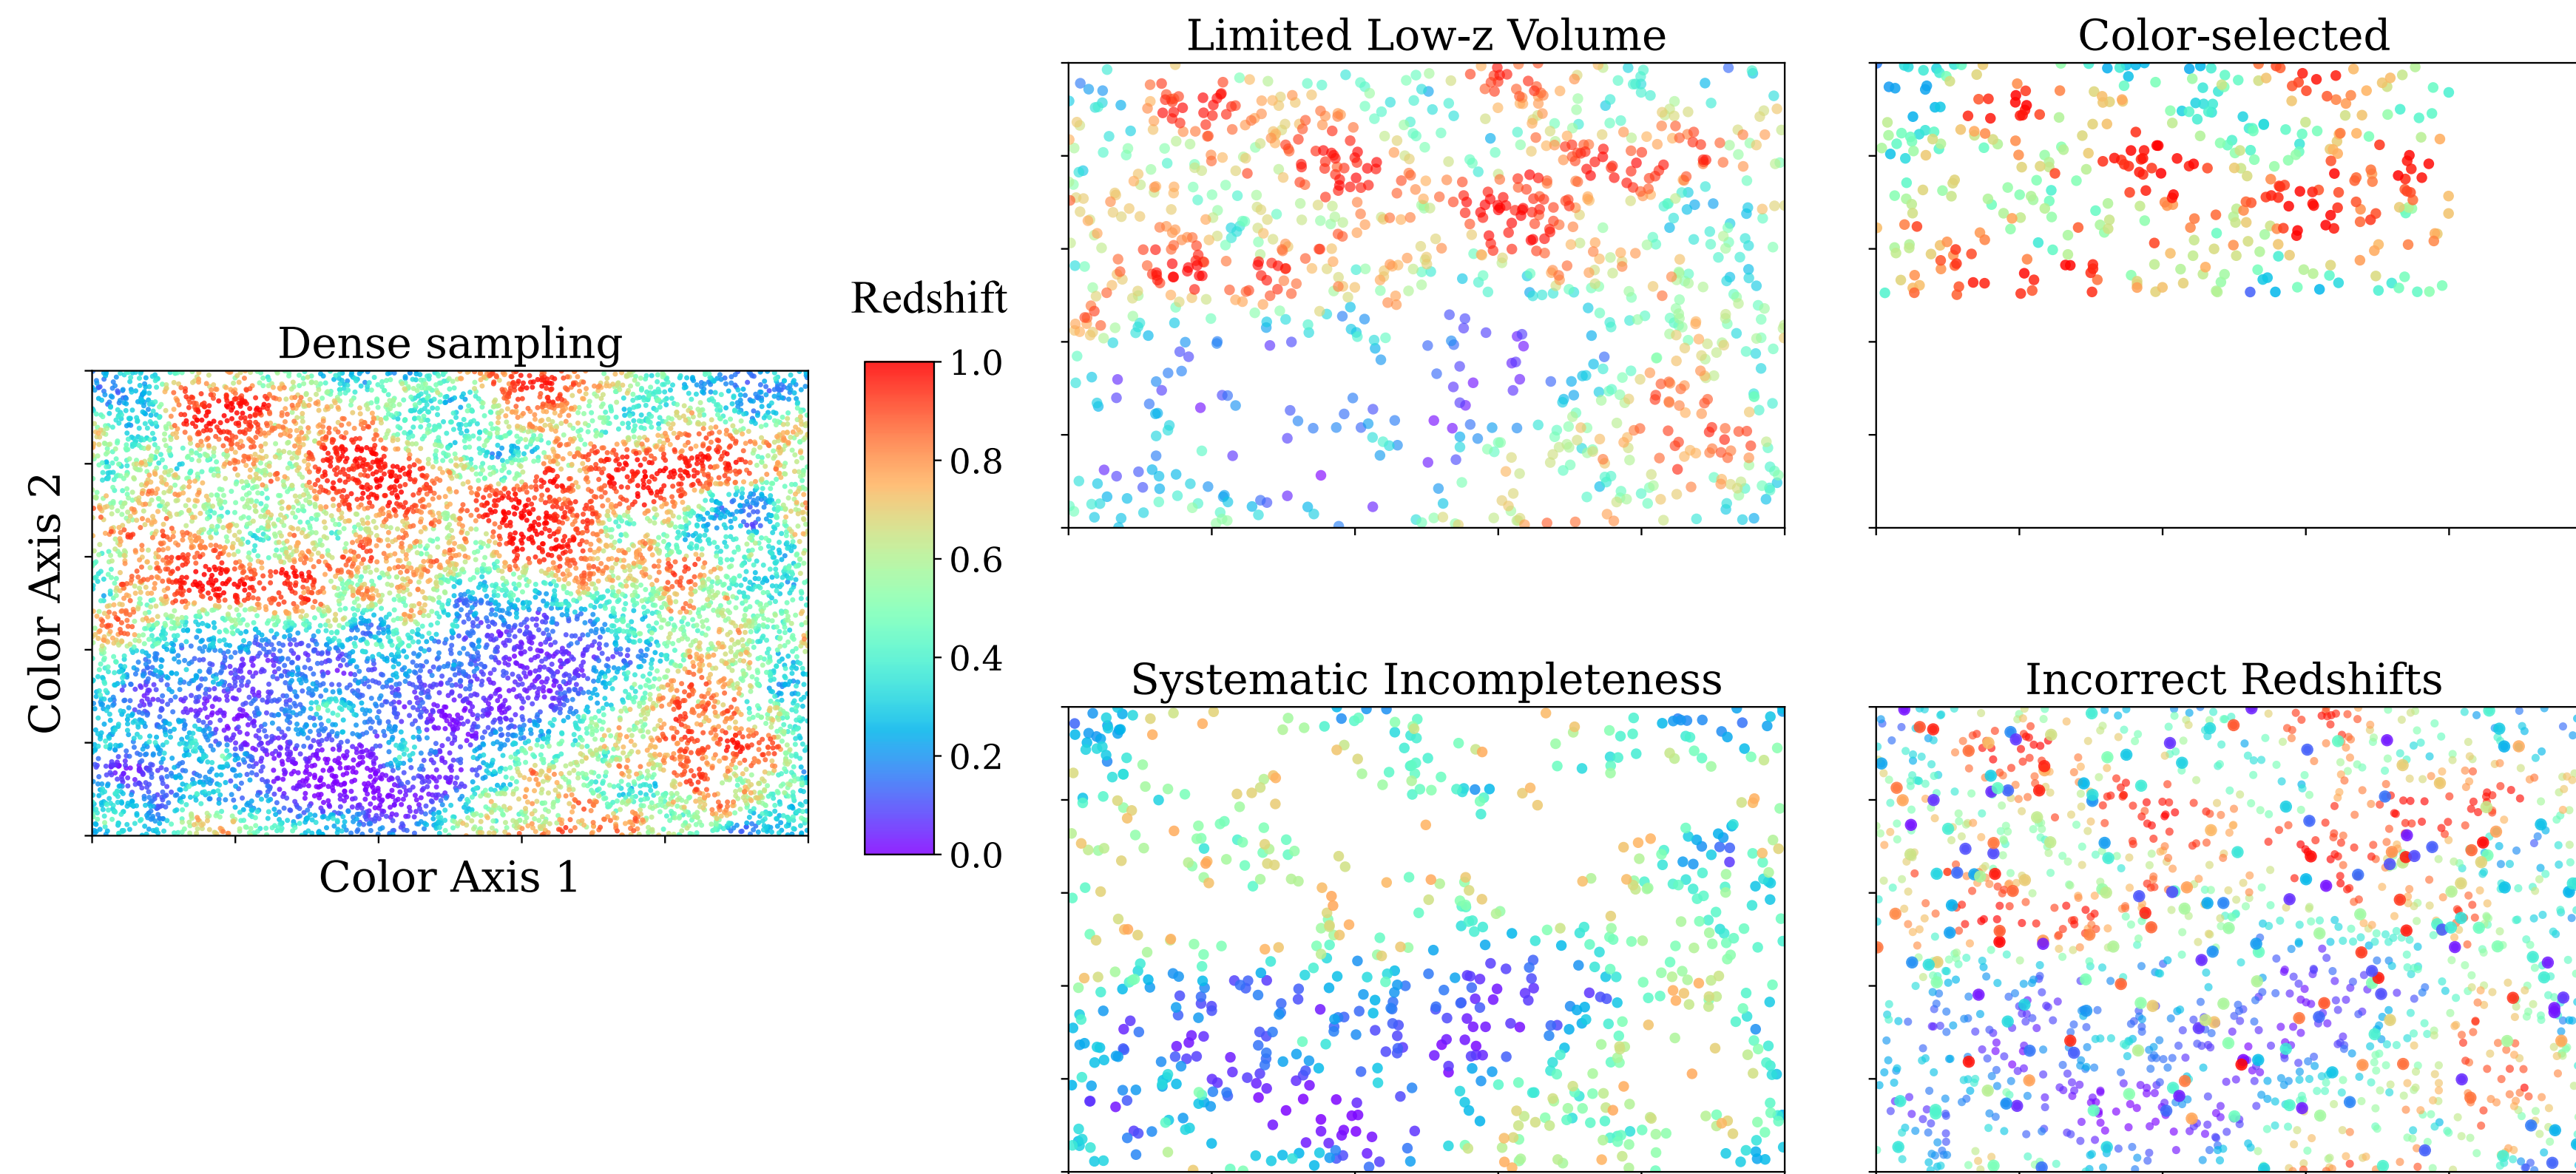 Limited Low-z Volume
Color-selected
Redshift
Dense sampling
1.0
0.8
0.6
0.4
0.2
0.0
Color Axis 2
Color Axis 1
Systematic Incompleteness
Incorrect Redshifts